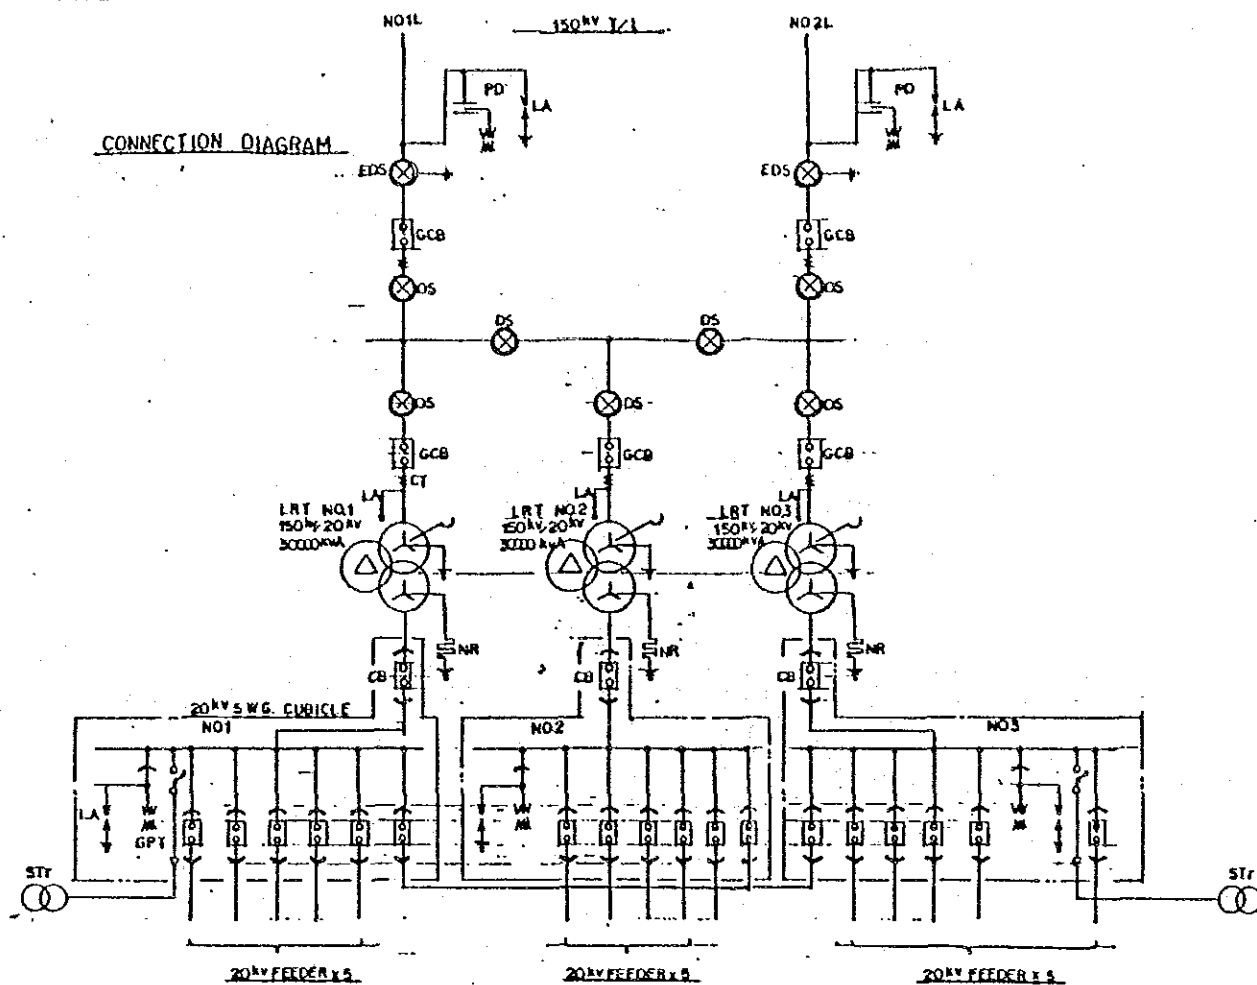 NO1L
150kV T/L
NO2L
PD
LA
PD
LA
CONNECTION DIAGRAM
EDS
EDS
GCB
GCB
DS
DS
DS
DS
DS
DS
DS
GCB
GCB
GCB
CT
LA
LA
LA
LRT NO.1
150kV/20kV
30000kVA
LRT NO.2
150kV/20kV
30000kVA
LRT NO.3
150kV/20kV
30000kVA
NR
NR
NR
CB
CB
CB
20kV SWG. CUBICLE
NO1
NO2
NO3
LA
GPT
STr
STr
20kV FEEDER x 5
20kV FEEDER x 5
20kV FEEDER x 5